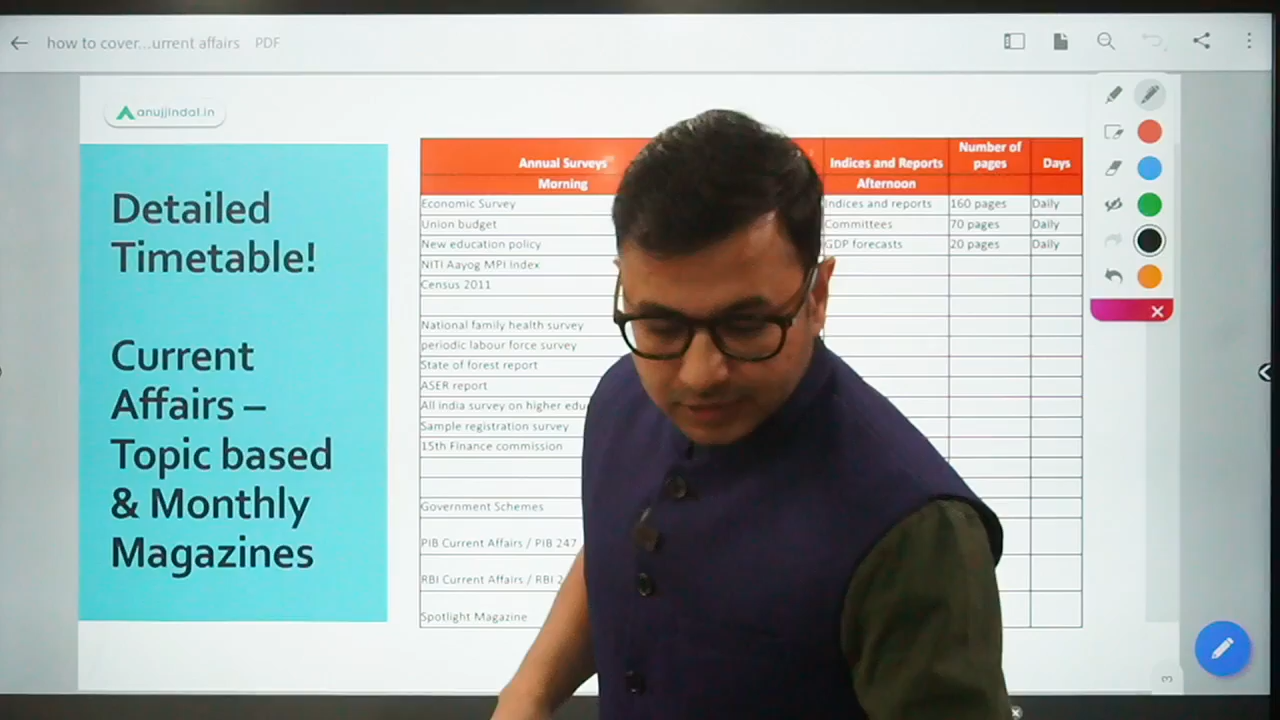 how to cover...urrent affairs PDF
anujjindal.in
Detailed
Timetable!
Current
Affairs –
Topic based
& Monthly
Magazines
Annual Surveys
Indices and Reports
Number of
pages
Days
Morning
Afternoon
Economic Survey
Indices and reports 160 pages Daily
Union budget
Committees 70 pages Daily
New education policy
GDP forecasts 20 pages Daily
NITI Aayog MPI Index
Census 2011
National family health survey
periodic labour force survey
State of forest report
ASER report
All india survey on higher
Sample registration survey
15th Finance commission
Government Schemes
PIB Current Affairs / PIB 247
RBI Current Affairs / RBI
Spotlight Magazine
3